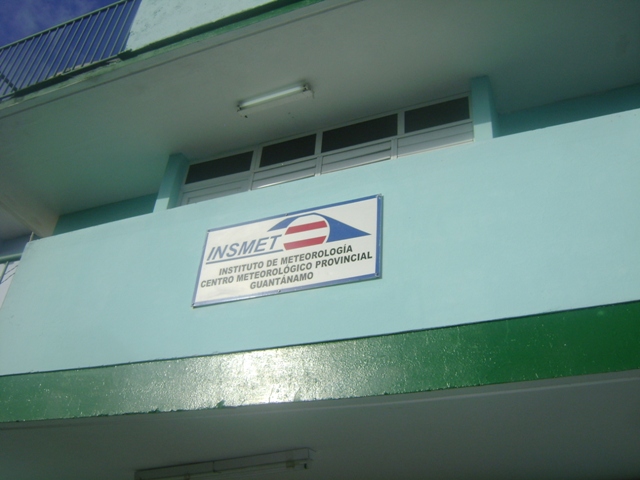 INSMET
INSTITUTO DE METEOROLOGÍA
CENTRO METEOROLÓGICO PROVINCIAL
GUANTÁNAMO